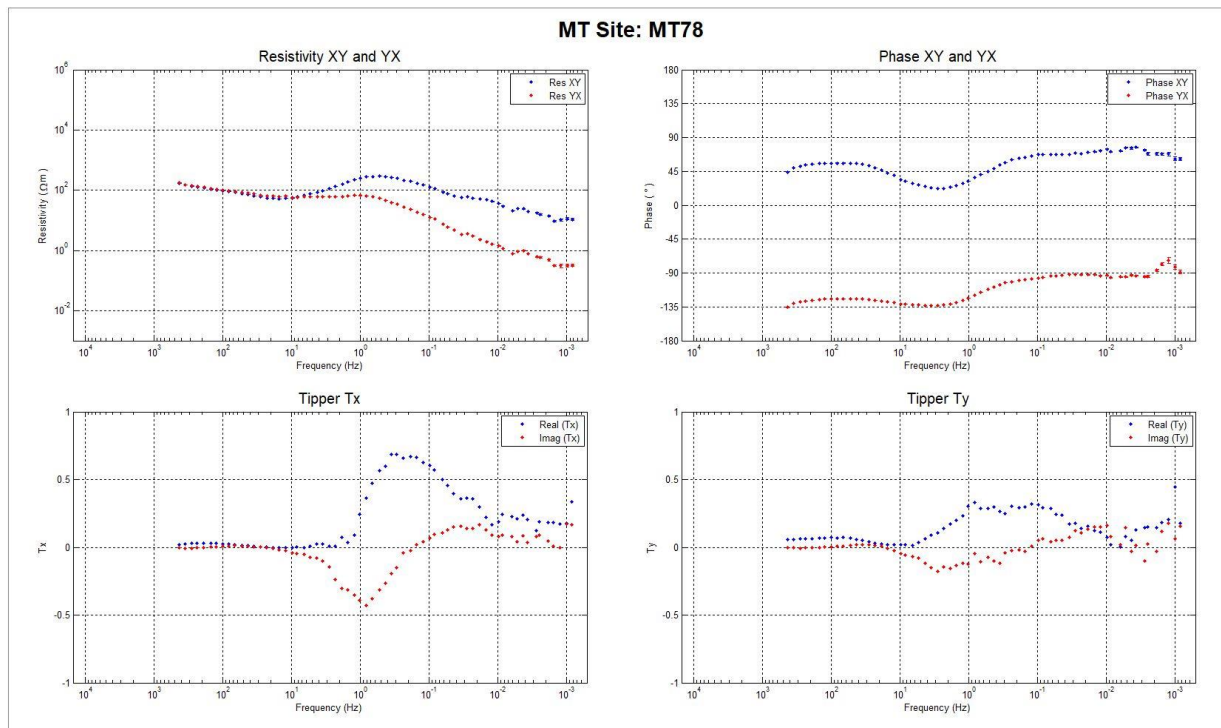 MT Site: MT78
Resistivity XY and YX
10^6
10^4
10^2
10^0
10^-2
Resistivity (Ωm)
Res XY
Res YX
10^4 10^3 10^2 10^1 10^0 10^-1 10^-2 10^-3
Frequency (Hz)
Phase XY and YX
180
135
90
45
0
-45
-90
-135
-180
Phase (°)
Phase XY
Phase YX
10^4 10^3 10^2 10^1 10^0 10^-1 10^-2 10^-3
Frequency (Hz)
Tipper Tx
1
0.5
0
-0.5
-1
Tx
Real (Tx)
Imag (Tx)
10^4 10^3 10^2 10^1 10^0 10^-1 10^-2 10^-3
Frequency (Hz)
Tipper Ty
1
0.5
0
-0.5
-1
Ty
Real (Ty)
Imag (Ty)
10^4 10^3 10^2 10^1 10^0 10^-1 10^-2 10^-3
Frequency (Hz)